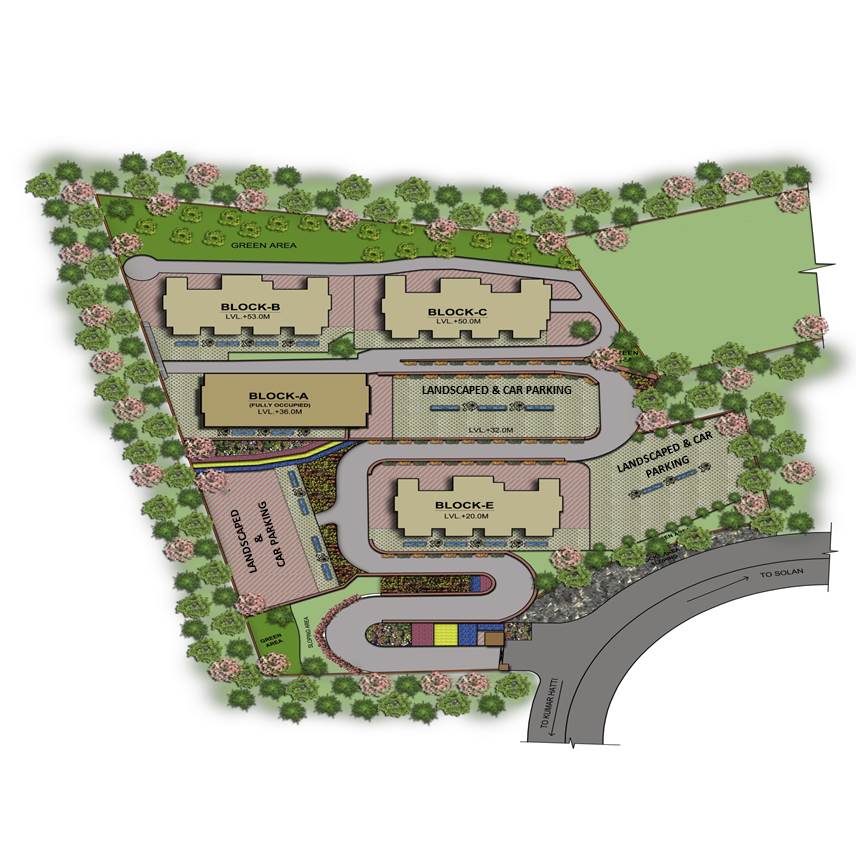 GREEN AREA
BLOCK-B
LVL.+53.0M
BLOCK-C
LVL.+50.0M
BLOCK-A
(FULLY OCCUPIED)
LVL.+36.0M
LANDSCAPED & CAR PARKING
LVL.+32.0M
LANDSCAPED & CAR
PARKING
BLOCK-E
LVL.+20.0M
LANDSCAPED
&
CAR PARKING
TO SOLAN
GREEN
AREA
SLOPING AREA
TO KUMAR HATTI